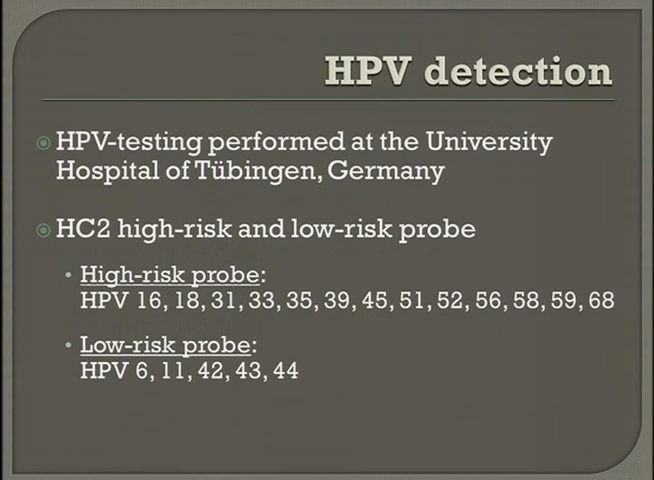 HPV detection
HPV-testing performed at the University
Hospital of Tübingen, Germany
HC2 high-risk and low-risk probe
High-risk probe:
HPV 16, 18, 31, 33, 35, 39, 45, 51, 52, 56, 58, 59, 68
Low-risk probe:
HPV 6, 11, 42, 43, 44